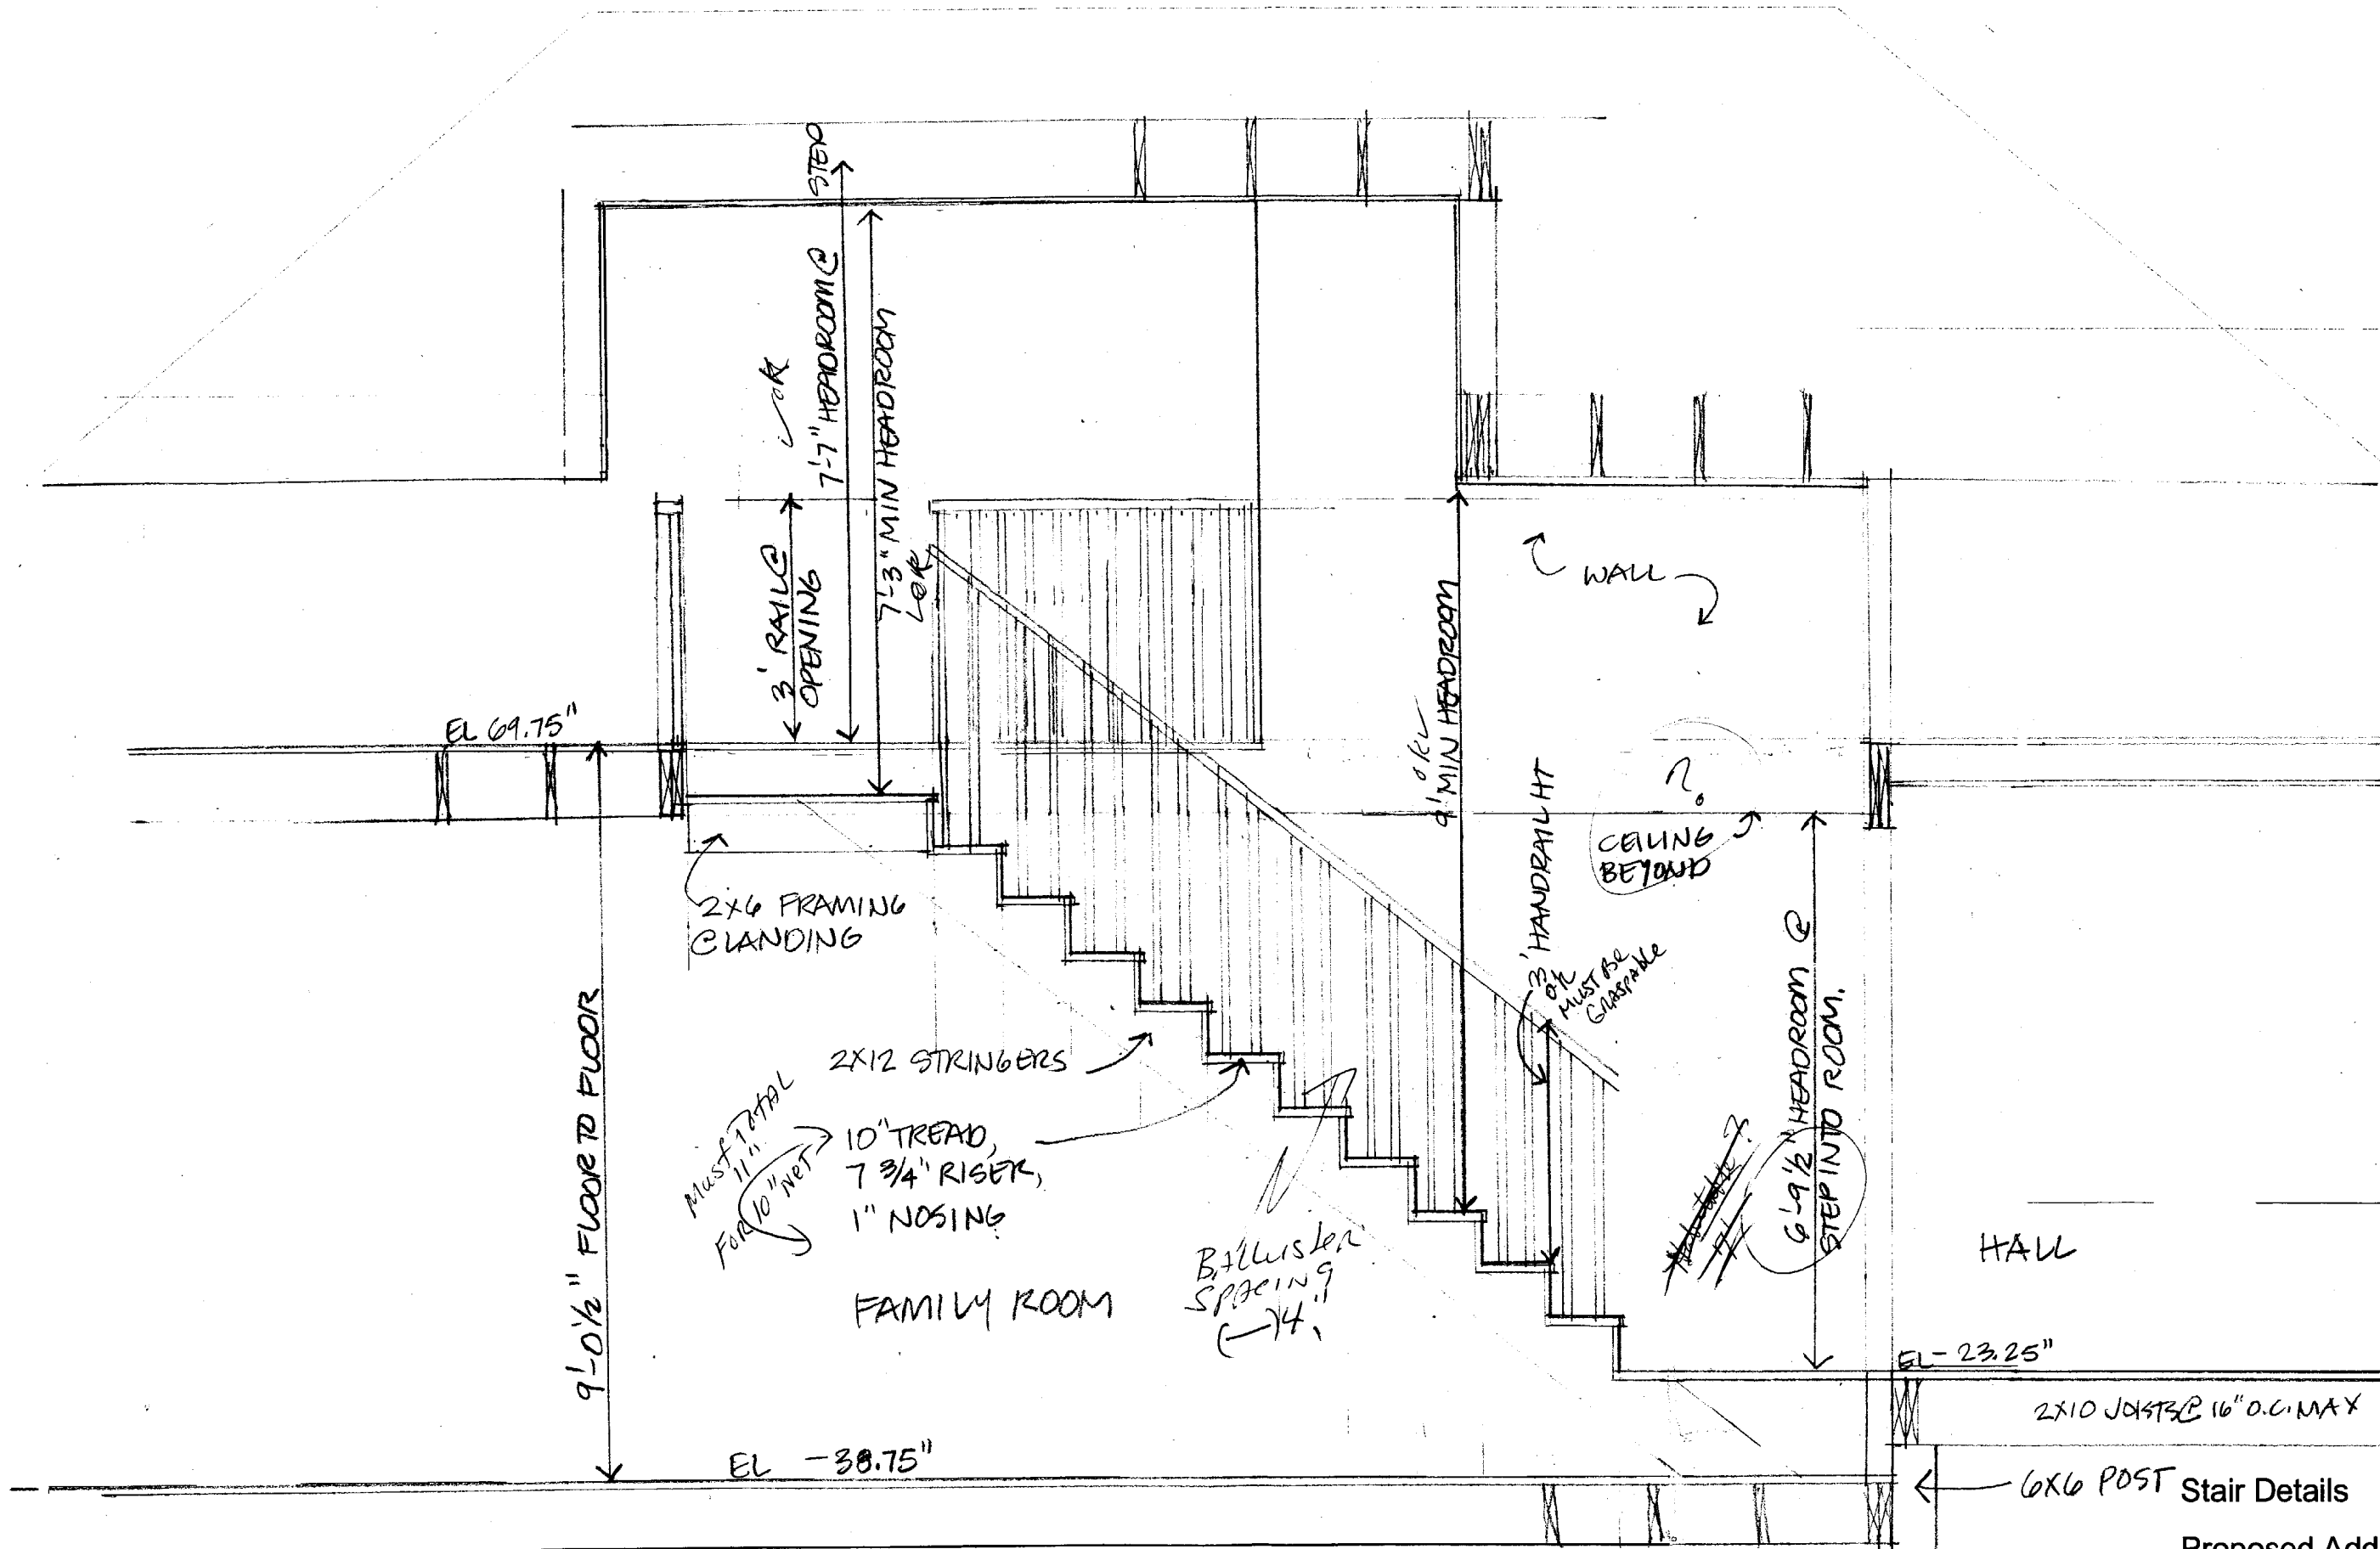 7'-7" HEADROOM @ STEP
ok
7'-3" MIN HEADROOM
ok
3' RAIL @
OPENING
WALL
EL 69.75"
9' MIN HEADROOM
ok
?
CEILING
BEYOND
3' HANDRAIL HT
ok
MUST BE
GRASPABLE
2X6 FRAMING
@ LANDING
9'-0 1/2" FLOOR TO FLOOR
2X12 STRINGERS
MUST TOTAL
11"
FOR 10" NET
10" TREAD,
7 3/4" RISER,
1" NOSING
BAlluster
SPACING
(—)4"
6'-9 1/2" HEADROOM @
STEP INTO ROOM.
FAMILY ROOM
HALL
EL - 23.25"
2X10 JOISTS @ 16" O.C. MAX
EL -38.75"
6X6 POST
Stair Details